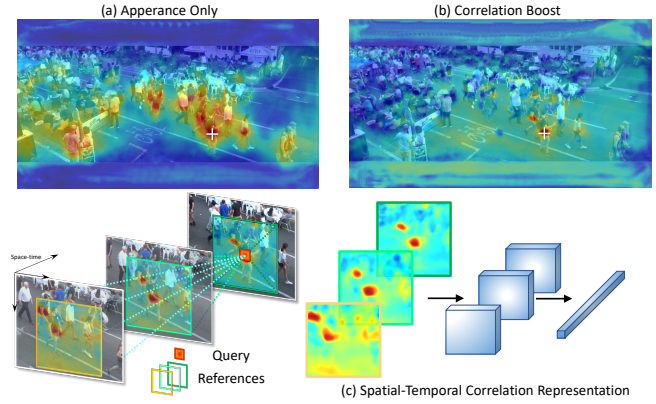 (a) Apperance Only
(b) Correlation Boost
Space-time
Query
References
(c) Spatial-Temporal Correlation Representation